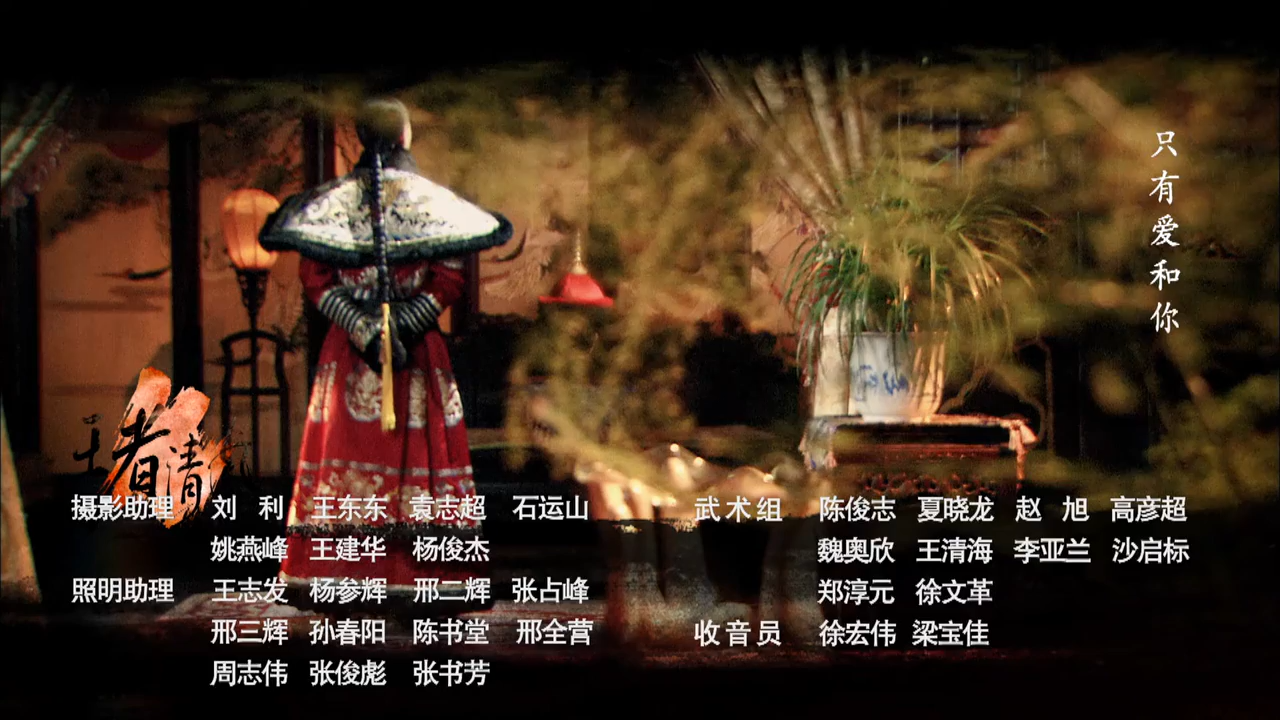 只有爱和你
王者清风
摄影助理 刘 利 王东东 袁志超 石运山
姚燕峰 王建华 杨俊杰
照明助理 王志发 杨参辉 邢二辉 张占峰
邢三辉 孙春阳 陈书堂 邢全营
周志伟 张俊彪 张书芳
武术组 陈俊志 夏晓龙 赵 旭 高彦超
魏奥欣 王清海 李亚兰 沙启标
郑淳元 徐文革
收音员 徐宏伟 梁宝佳